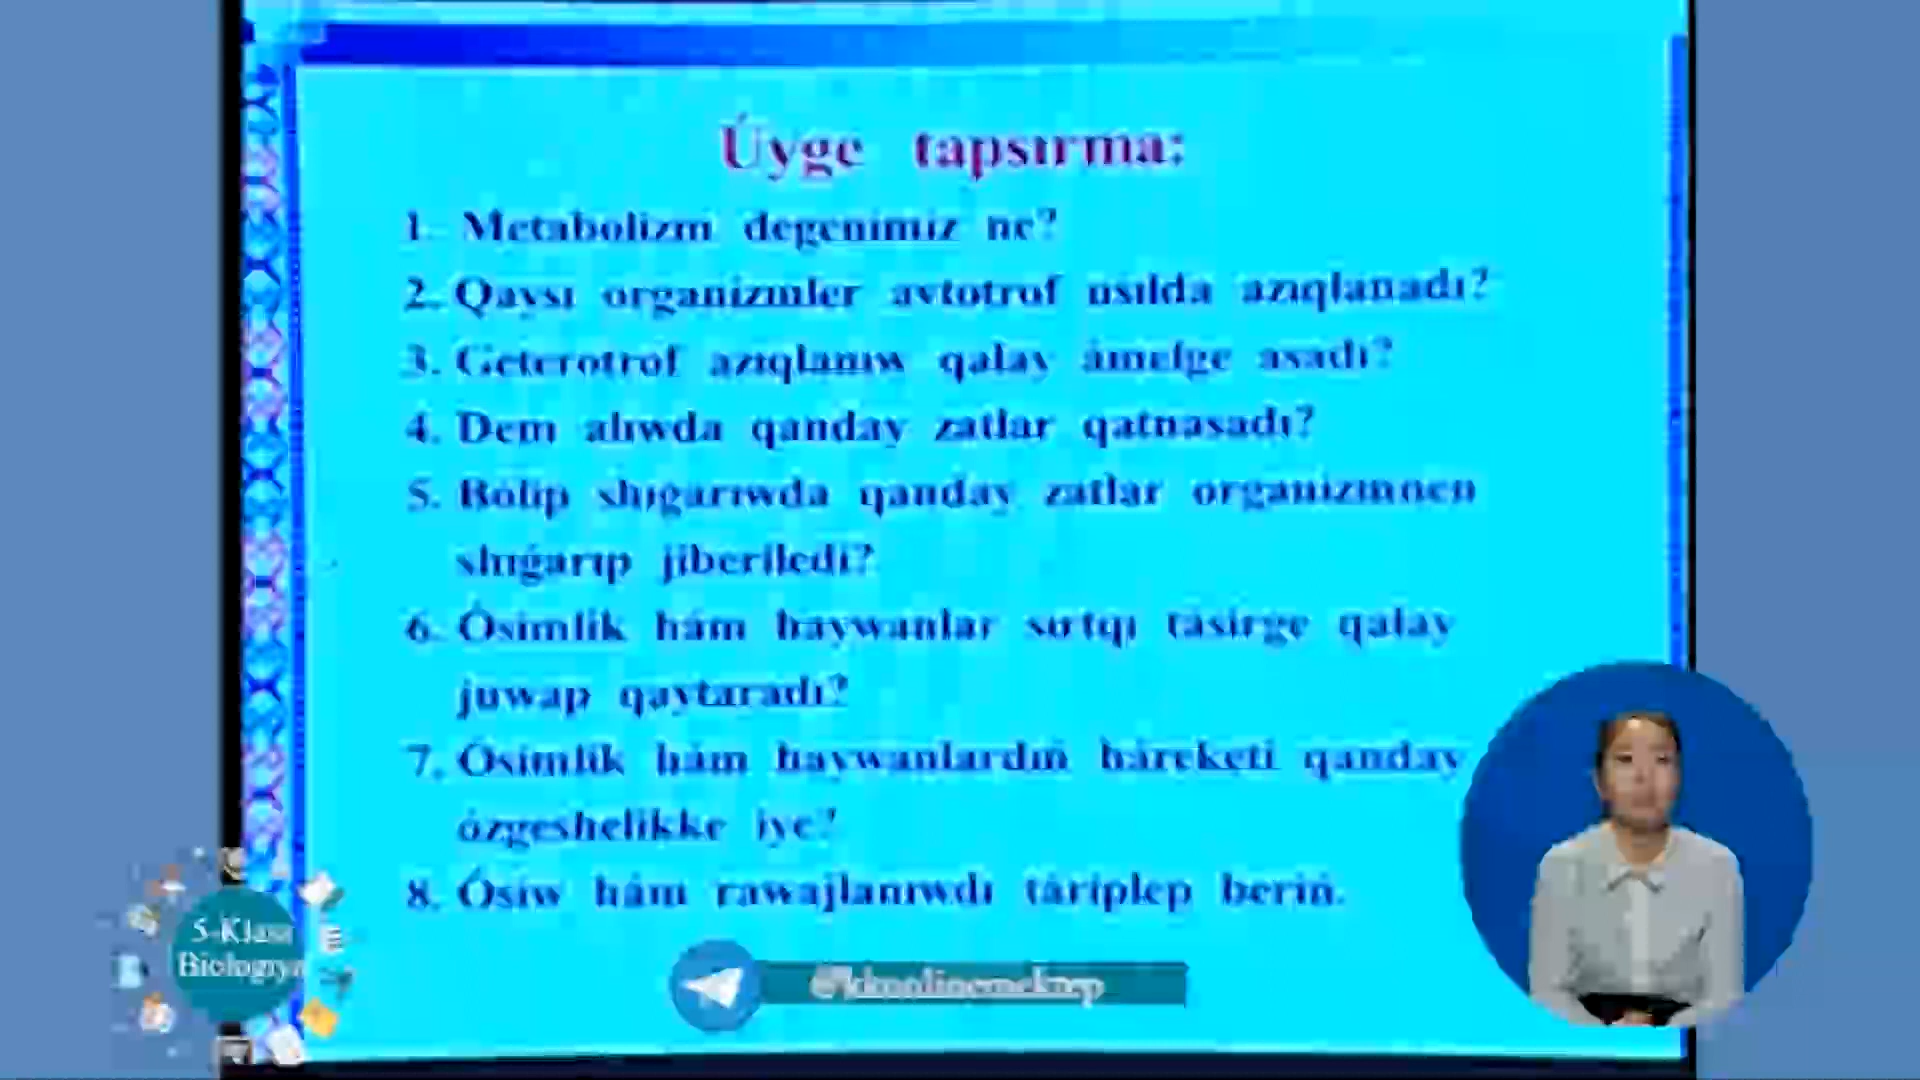 Úyge tapsırma:
1. Metabolizm degenimiz ne?
2. Qaysı organizmler avtotrof usılda azıqlanadı?
3. Geterotrof azıqlanıw qalay ámelge asadı?
4. Dem alıwda qanday zatlar qatnasadı?
5. Bólip shıgarıwda qanday zatlar organizmnen
shıǵarıp jiberiledi?
6. Ósimlik hám haywanlar sırtqı tásirge qalay
juwap qaytaradı?
7. Ósimlik hám haywanlardıń háreketi qanday
ózgeshelikke iye?
8. Ósiw hám rawajlanıwdı táriplep beriń.
5-Klass
Biologiya
@kkonlinemektep